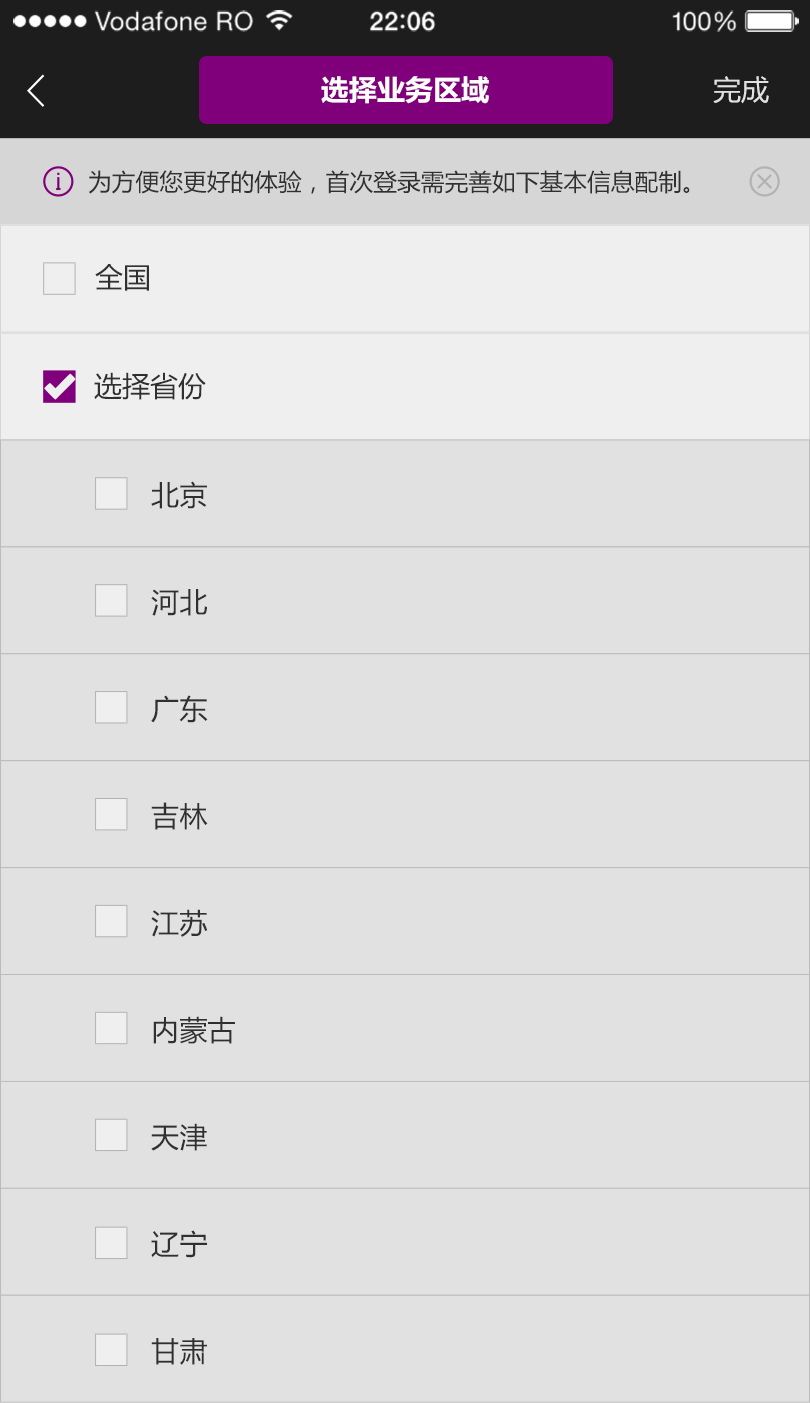 Vodafone RO 22:06 100%
选择业务区域 完成
为方便您更好的体验，首次登录需完善如下基本信息配制。
全国
选择省份
北京
河北
广东
吉林
江苏
内蒙古
天津
辽宁
甘肃